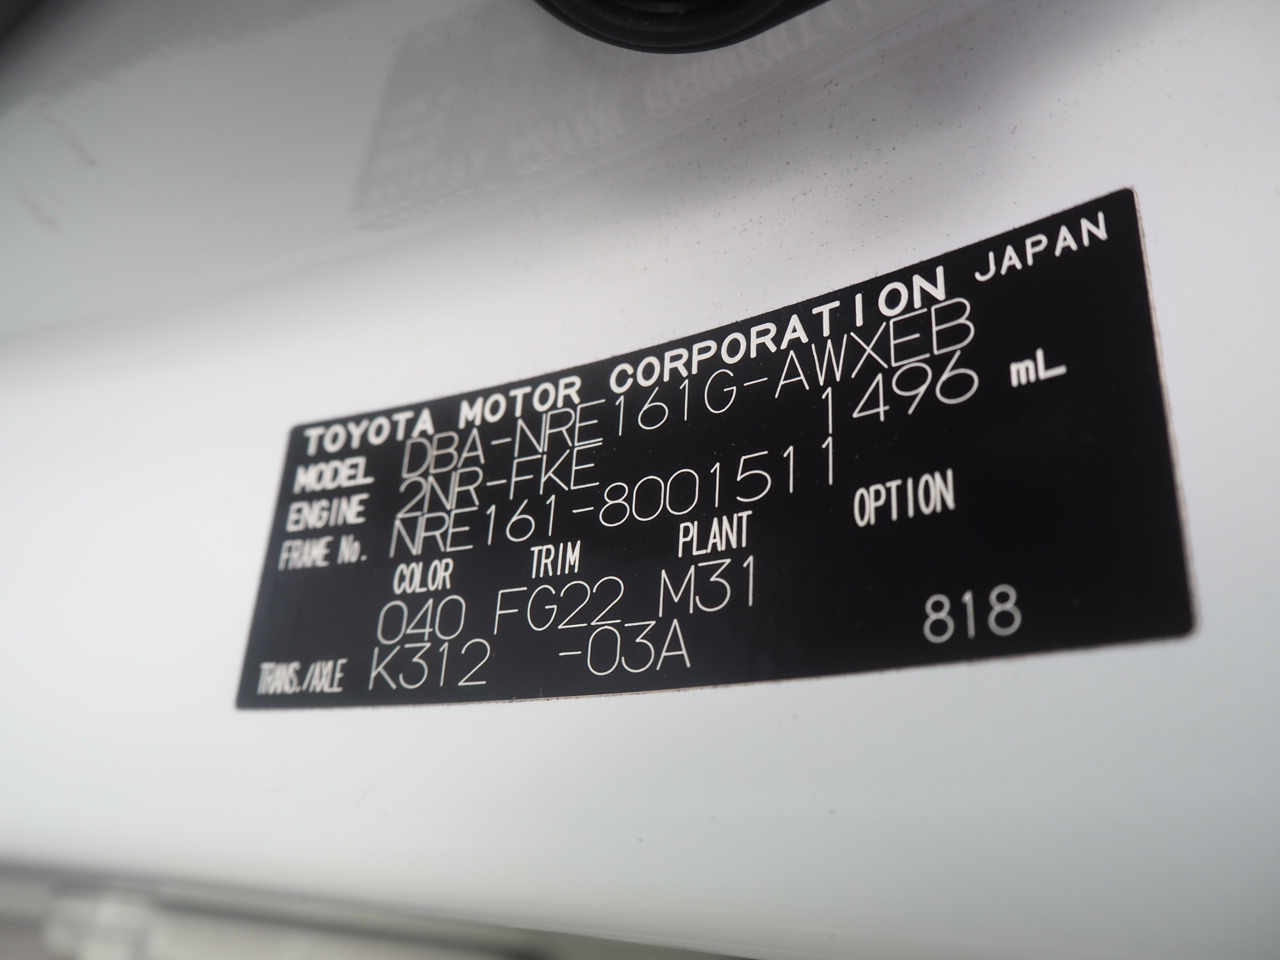 TOYOTA MOTOR CORPORATION JAPAN
MODEL DBA-NRE161G-AWXEB
ENGINE 2NR-FKE 1496 mL
FRAME No. NRE161-8001511
COLOR TRIM PLANT OPTION
040 FG22 M31
TRANS./AXLE K312 -03A 818